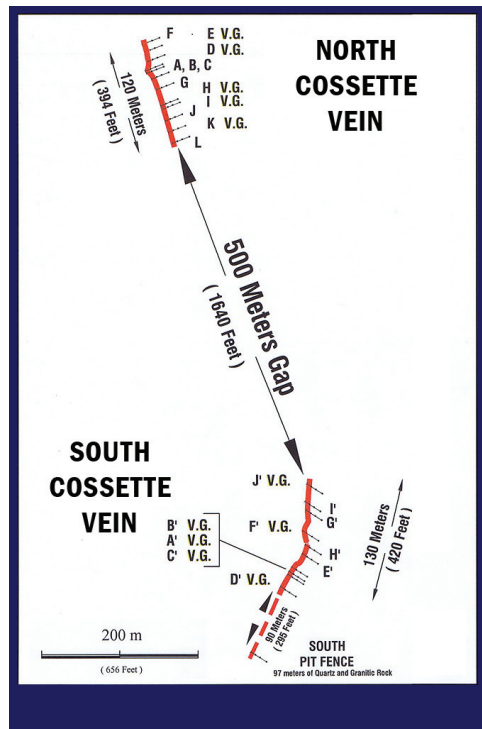 F E V.G.
D V.G.
A, B, C
G H V.G.
I V.G.
J
K V.G.
L
120 Meters
( 394 Feet )
NORTH
COSSETTE
VEIN
500 Meters Gap
( 1640 Feet )
SOUTH
COSSETTE
VEIN
J' V.G.
I'
G'
F' V.G.
B' V.G.
A' V.G.
C' V.G.
H'
E'
D' V.G.
130 Meters
( 420 Feet )
90 Meters
(295 Feet)
200 m
( 656 Feet )
SOUTH
PIT FENCE
97 meters of Quartz and Granitic Rock